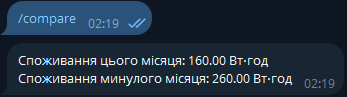 /compare
02:19
Споживання цього місяця: 160.00 Вт·год
Споживання минулого місяця: 260.00 Вт·год
02:19